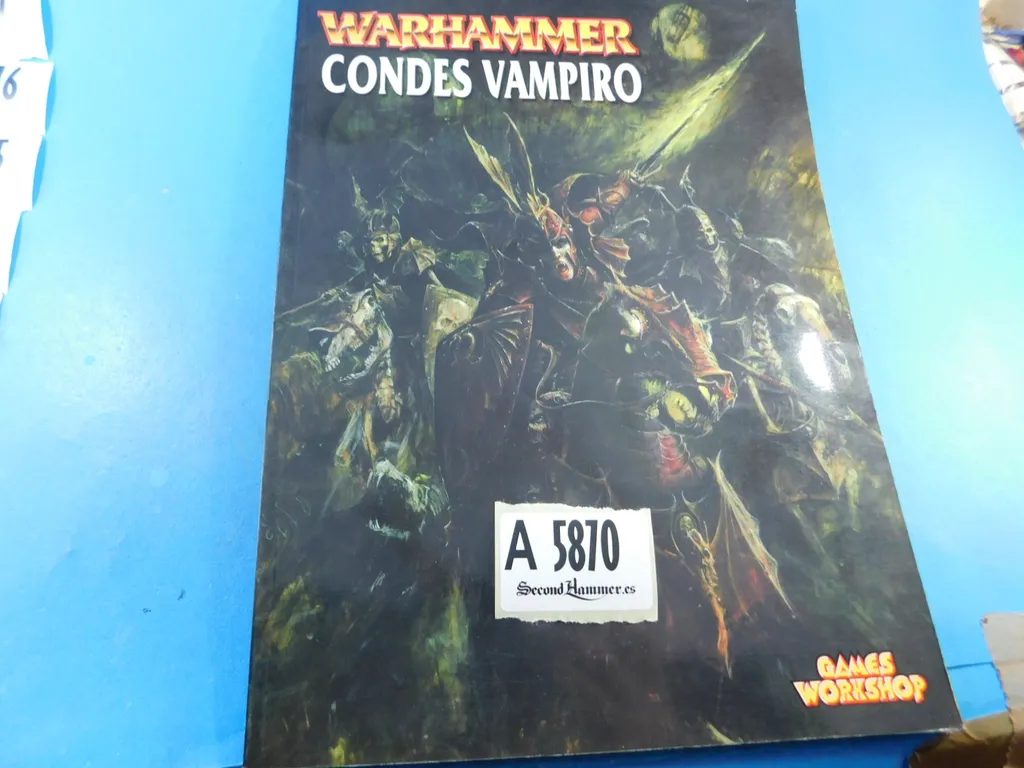 WARHAMMER
CONDES VAMPIRO
A 5870
SecondHammer.es
GAMES
WORKSHOP